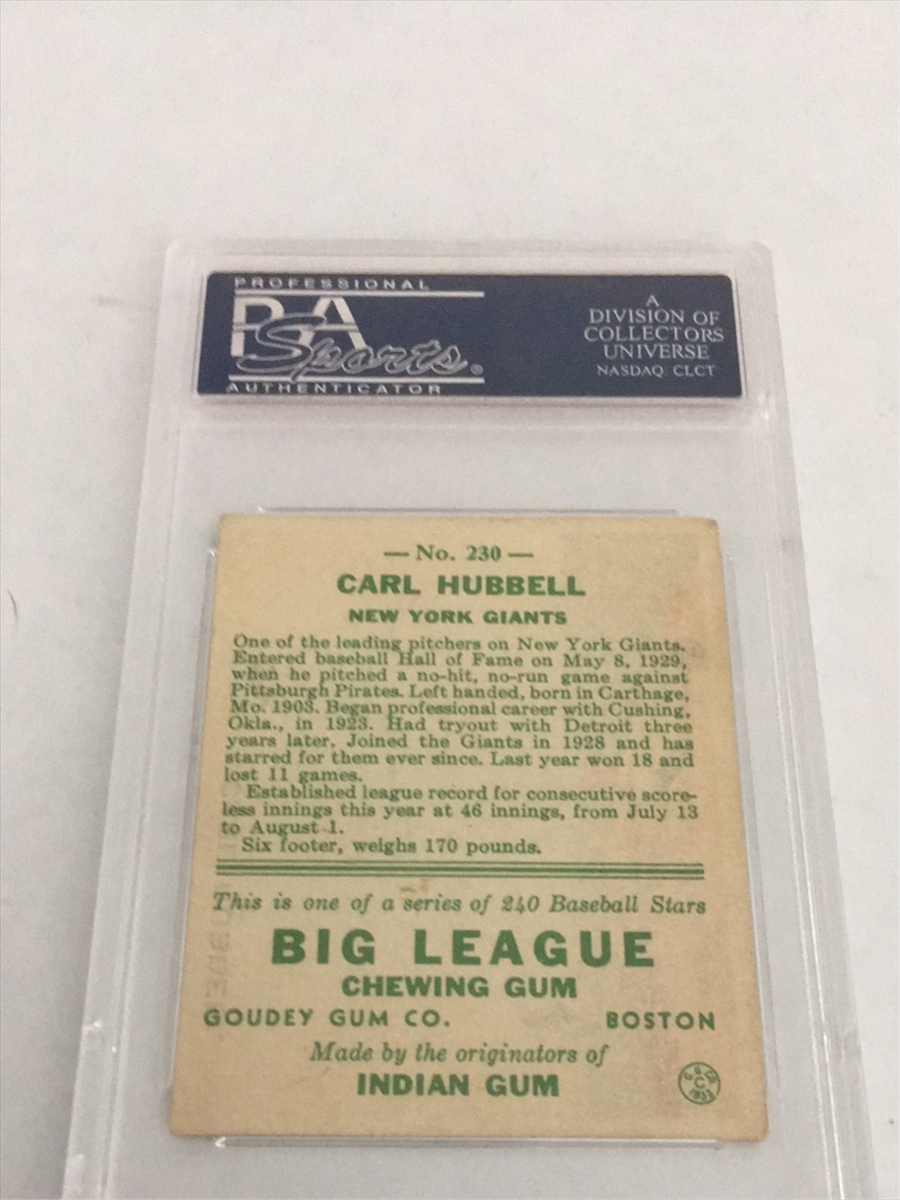 PROFESSIONAL
PSA
Sports®
AUTHENTICATOR
A
DIVISION OF
COLLECTORS
UNIVERSE
NASDAQ: CLCT
— No. 230 —
CARL HUBBELL
NEW YORK GIANTS
One of the leading pitchers on New York Giants.
Entered baseball Hall of Fame on May 8, 1929,
when he pitched a no-hit, no-run game against
Pittsburgh Pirates. Left handed, born in Carthage,
Mo. 1903. Began professional career with Cushing,
Okla., in 1923. Had tryout with Detroit three
years later. Joined the Giants in 1928 and has
starred for them ever since. Last year won 18 and
lost 11 games.
Established league record for consecutive score-
less innings this year at 46 innings, from July 13
to August 1.
Six footer, weighs 170 pounds.
This is one of a series of 240 Baseball Stars
BIG LEAGUE
CHEWING GUM
GOUDEY GUM CO. BOSTON
Made by the originators of
INDIAN GUM
G.G.CO.
C
1933